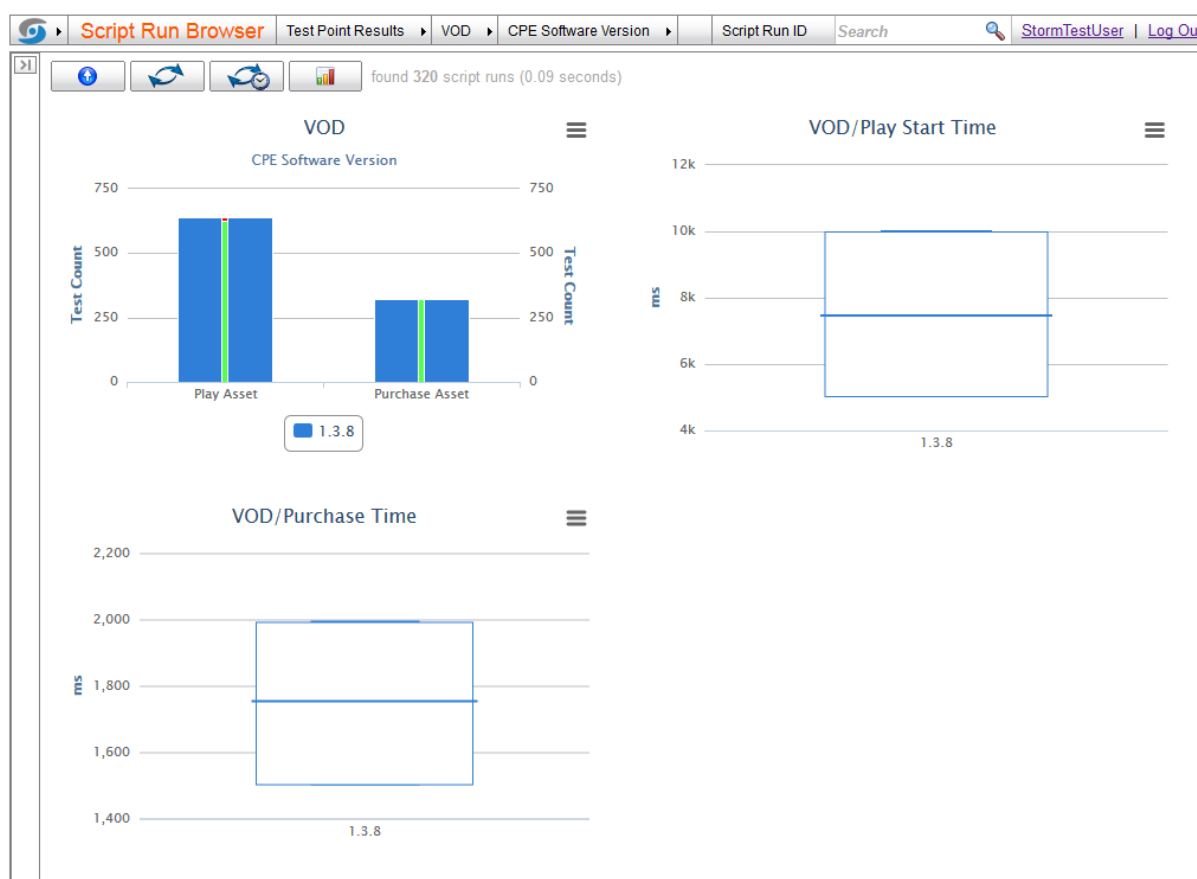 Script Run Browser Test Point Results VOD CPE Software Version Script Run ID Search StormTestUser | Log Ou
found 320 script runs (0.09 seconds)
VOD
CPE Software Version
750
500
250
0
Test Count
750
500
250
0
Test Count
Play Asset Purchase Asset
1.3.8
VOD/Play Start Time
12k
10k
8k
6k
4k
ms
1.3.8
VOD/Purchase Time
2,200
2,000
1,800
1,600
1,400
ms
1.3.8